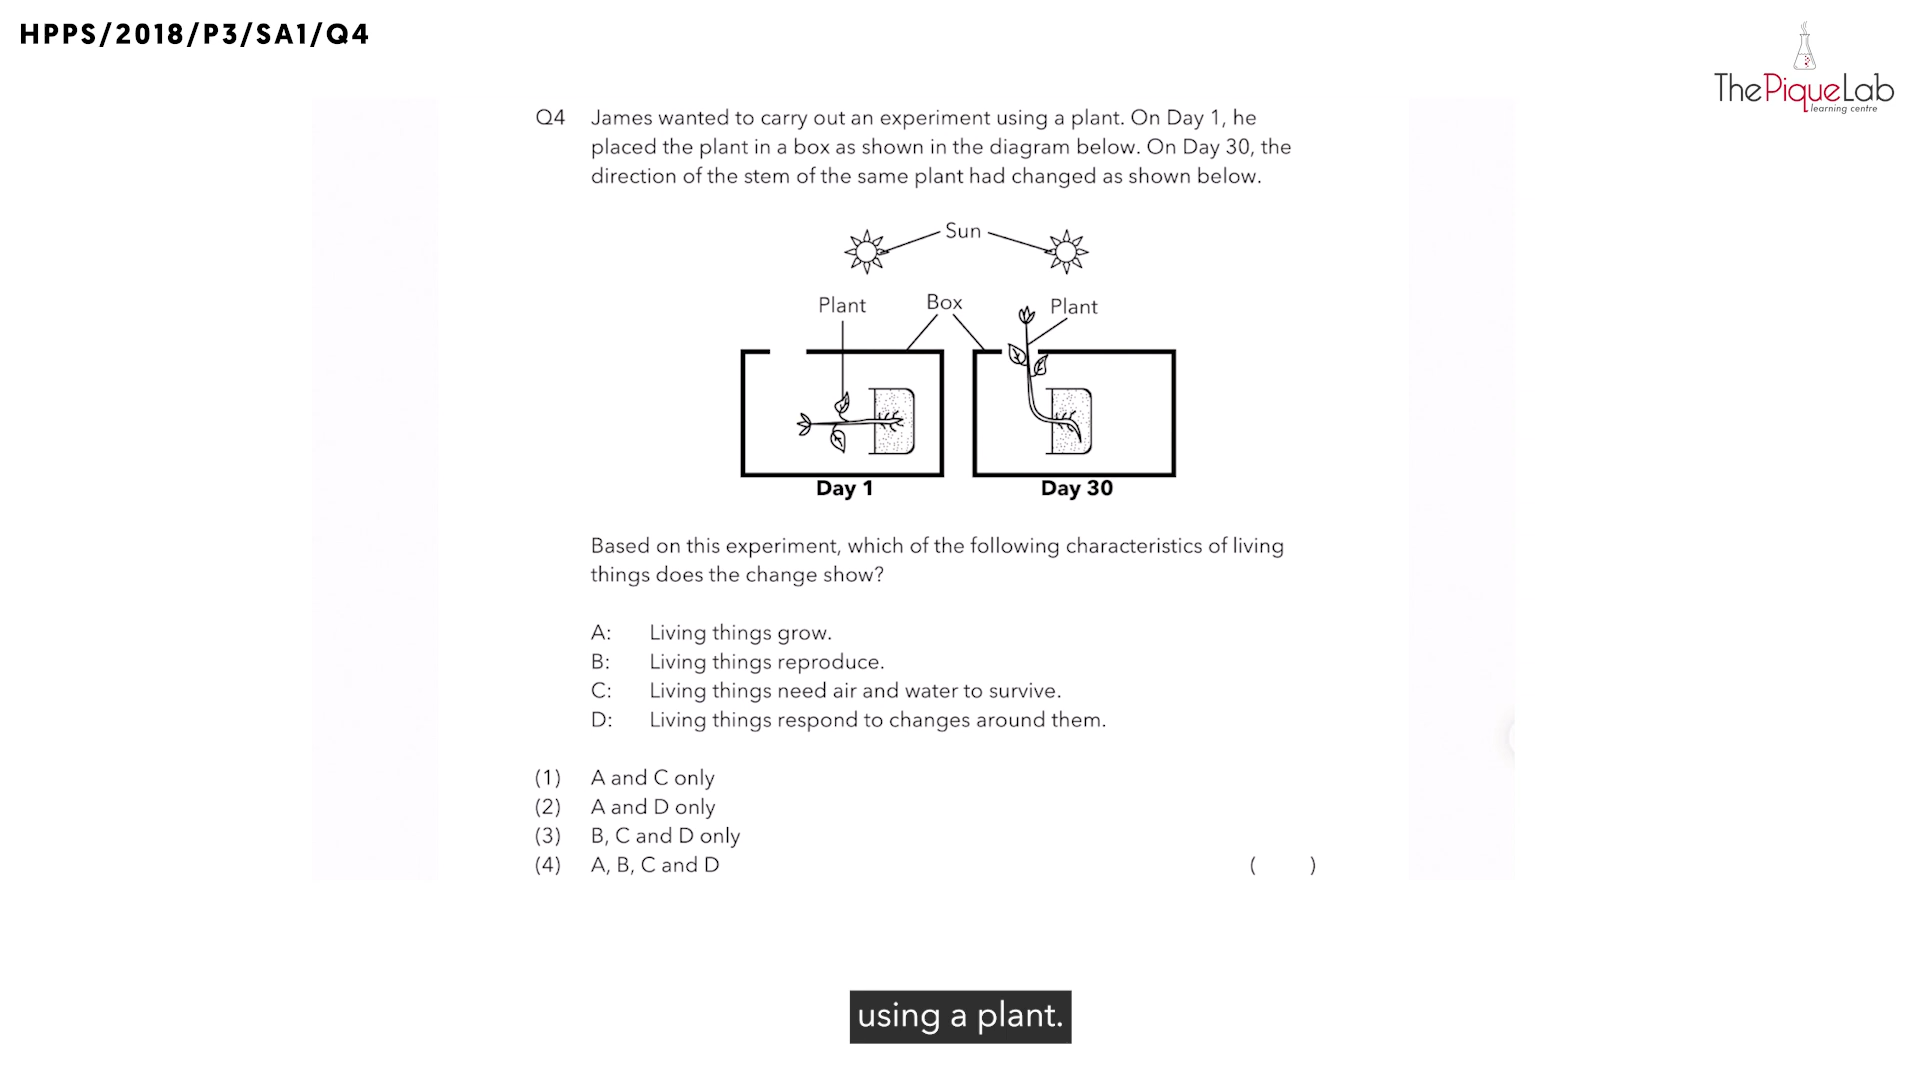 HPPS/2018/P3/SA1/Q4
ThePiqueLab
learning centre
Q4 James wanted to carry out an experiment using a plant. On Day 1, he
placed the plant in a box as shown in the diagram below. On Day 30, the
direction of the stem of the same plant had changed as shown below.
Sun
Plant Box Plant
Day 1 Day 30
Based on this experiment, which of the following characteristics of living
things does the change show?
A: Living things grow.
B: Living things reproduce.
C: Living things need air and water to survive.
D: Living things respond to changes around them.
(1) A and C only
(2) A and D only
(3) B, C and D only
(4) A, B, C and D ( )
using a plant.